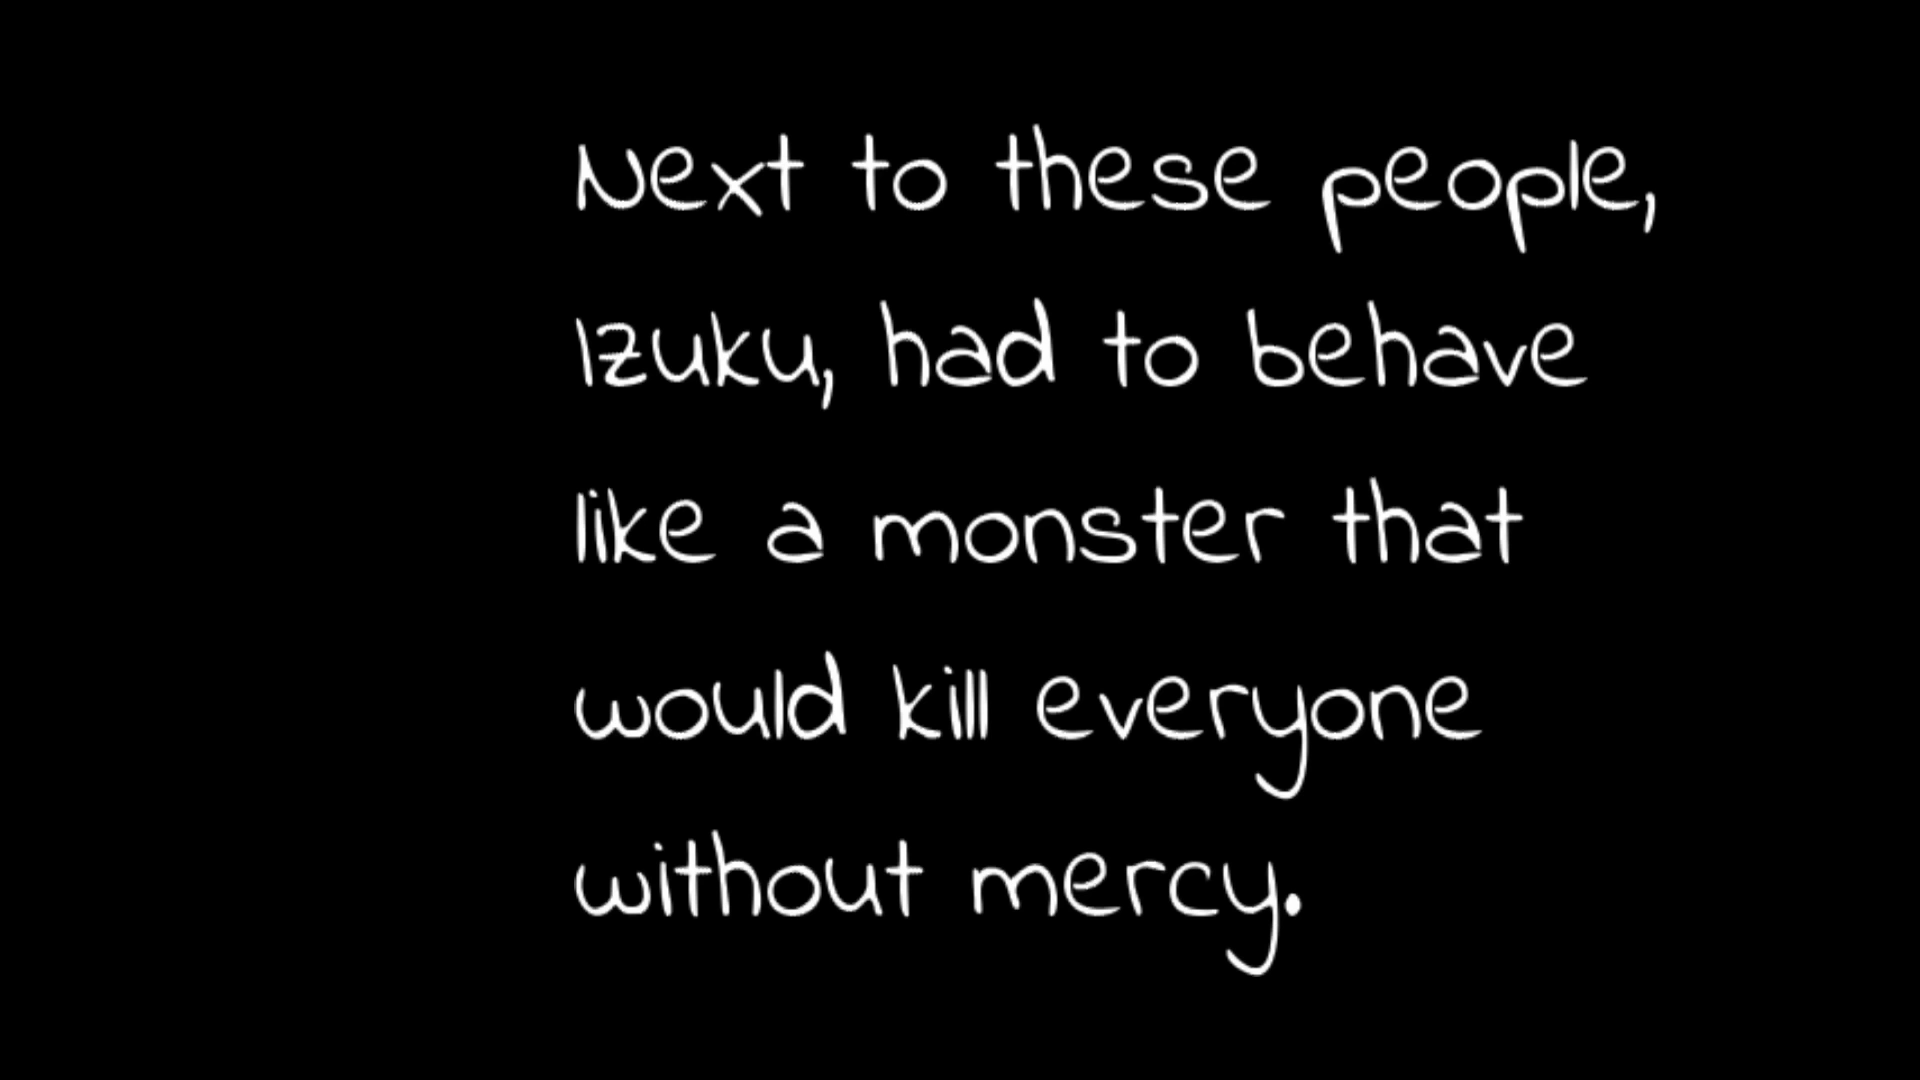 Next to these people,
Izuku, had to behave
like a monster that
would kill everyone
without mercy.